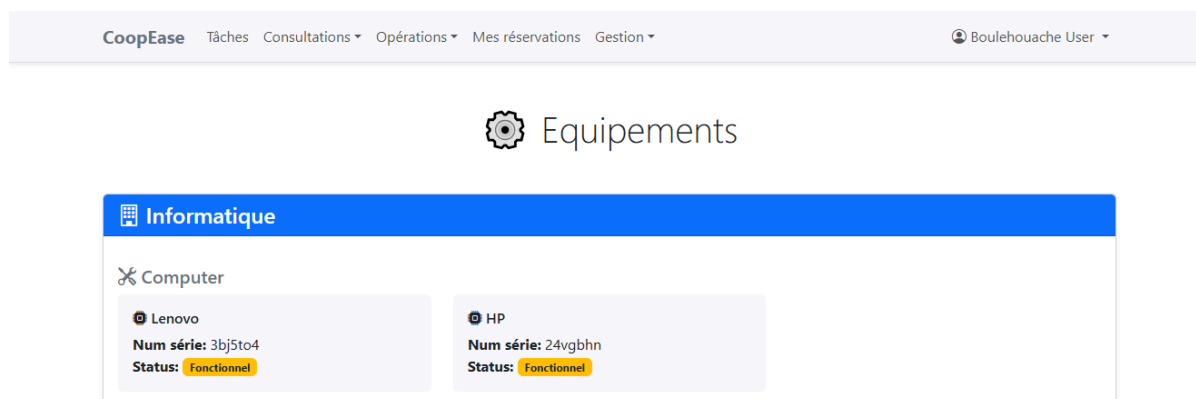 CoopEase Tâches Consultations Opérations Mes réservations Gestion Boulehouache User
Equipements
Informatique
Computer
Lenovo
Num série: 3bj5to4
Status: Fonctionnel
HP
Num série: 24vgbhn
Status: Fonctionnel